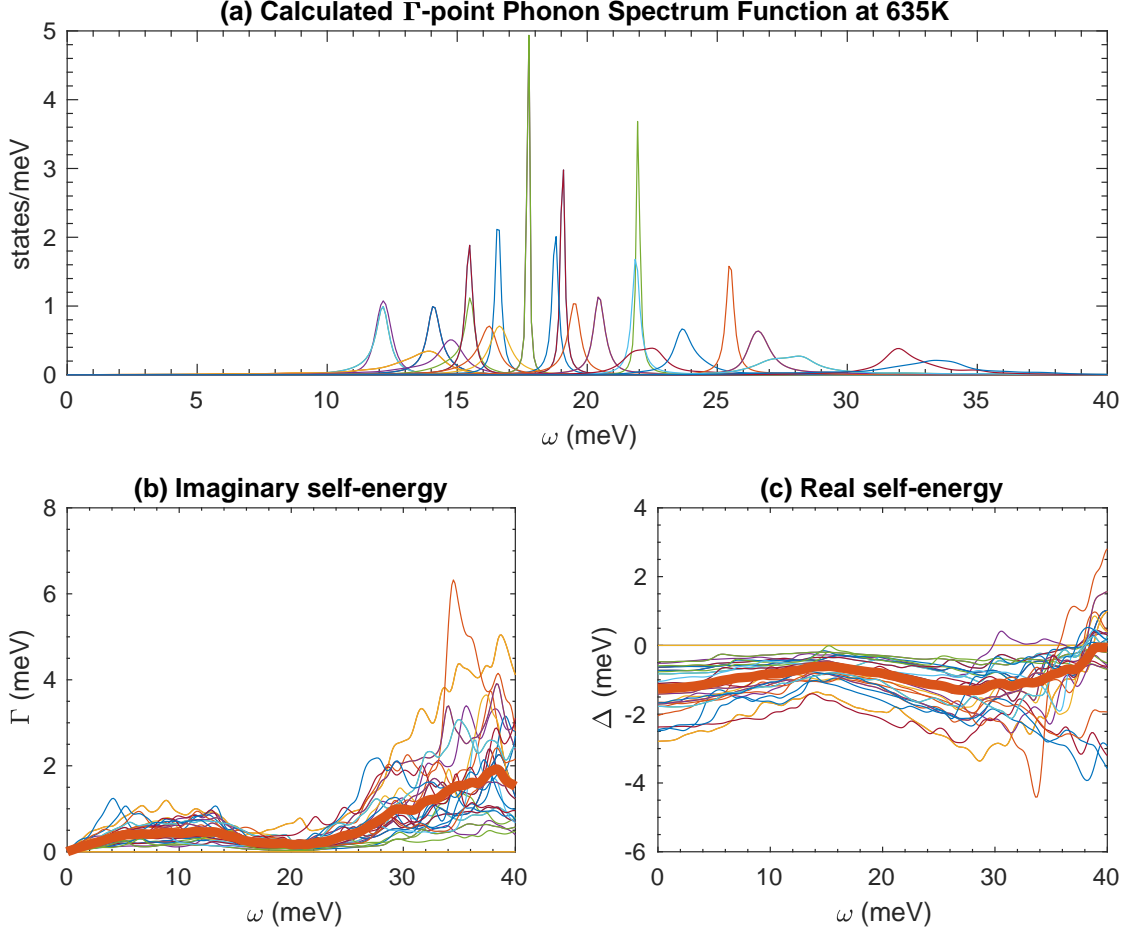 (a) Calculated Γ-point Phonon Spectrum Function at 635K
states/meV
5
4
3
2
1
0
0 5 10 15 20 25 30 35 40
ω (meV)
(b) Imaginary self-energy
Γ (meV)
8
6
4
2
0
0 10 20 30 40
ω (meV)
(c) Real self-energy
Δ (meV)
4
2
0
-2
-4
-6
0 10 20 30 40
ω (meV)